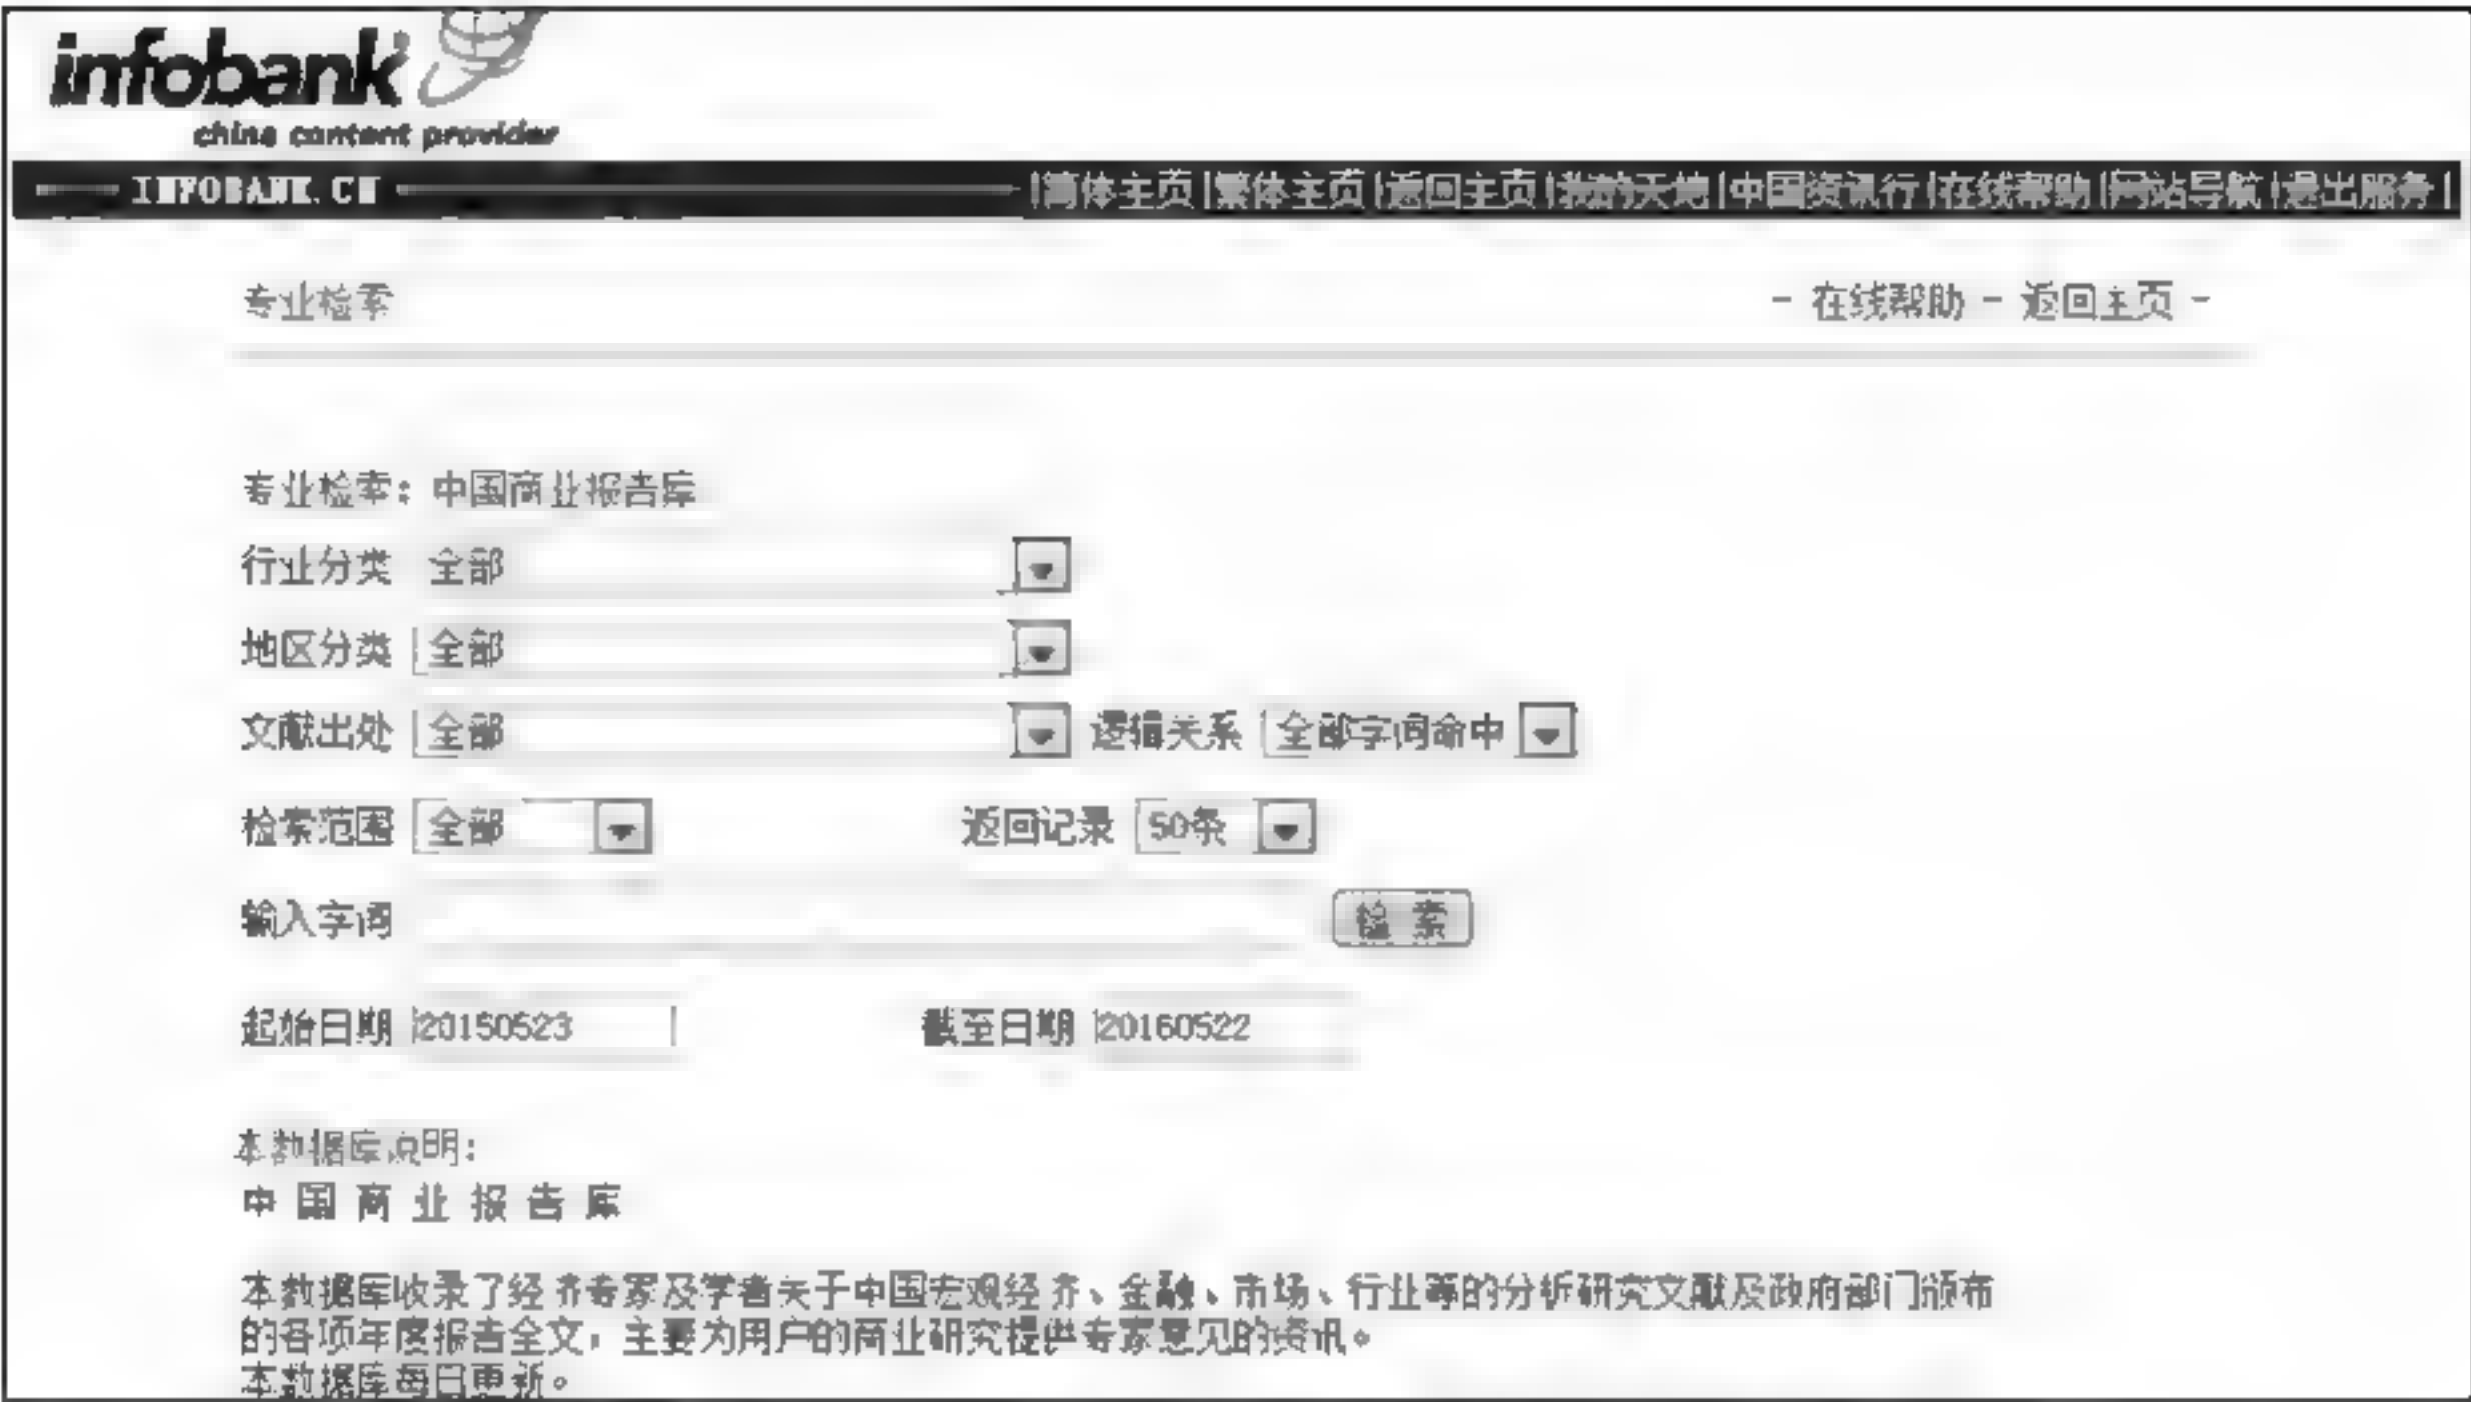 infobank
china content provider
INFOBANK.CN |简体主页|繁体主页|返回主页|我的天地|中国资讯行|在线帮助|网站导航|退出服务|
专业检索 - 在线帮助 - 返回主页 -
专业检索：中国商业报告库
行业分类 全部
地区分类 全部
文献出处 全部 逻辑关系 全部字词命中
检索范围 全部 返回记录 50条
输入字词 检 索
起始日期 20150523 截至日期 20160522
本数据库说明：
中 国 商 业 报 告 库
本数据库收录了经济专家及学者关于中国宏观经济、金融、市场、行业等的分析研究文献及政府部门颁布
的各项年度报告全文，主要为用户的商业研究提供专家意见的资讯。
本数据库每日更新。